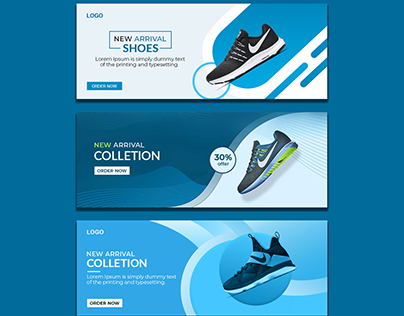 LOGO
NEW ARRIVAL
SHOES
Lorem Ipsum is simply dummy text
of the printing and typesetting.
ORDER NOW
NEW ARRIVAL
COLLETION
ORDER NOW
30%
offer
LOGO
NEW ARRIVAL
COLLETION
Lorem Ipsum is simply dummy text
of the printing and typesetting.
ORDER NOW